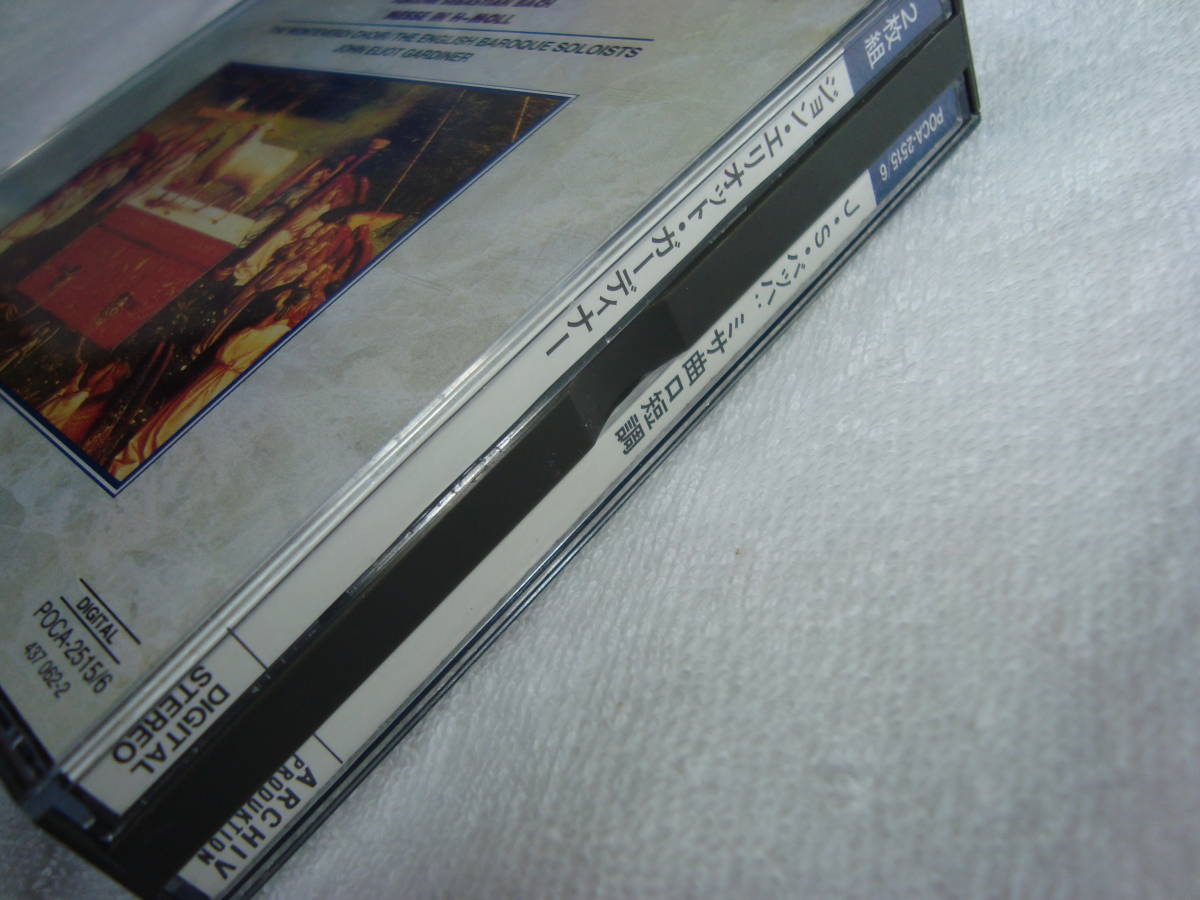 SEBASTIAN BACH
MESSE IN H-MOLL
THE MONTEVERDI CHOIR/THE ENGLISH BAROQUE SOLOISTS
JOHN ELIOT GARDINER
DIGITAL
POCA-2515/6
437 062-2
2枚組
ジョン・エリオット・ガーディナー
DIGITAL
STEREO
POCA-2515 6
J・S・バッハ:ミサ曲ロ短調
ARCHIV
PRODUKTION